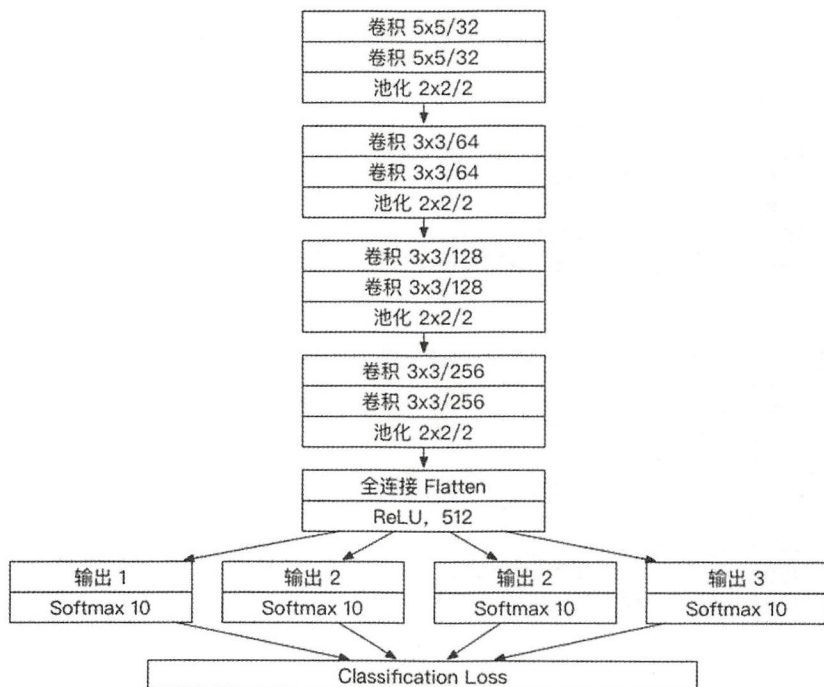 卷积 5x5/32
卷积 5x5/32
池化 2x2/2
卷积 3x3/64
卷积 3x3/64
池化 2x2/2
卷积 3x3/128
卷积 3x3/128
池化 2x2/2
卷积 3x3/256
卷积 3x3/256
池化 2x2/2
全连接 Flatten
ReLU，512
输出 1
Softmax 10
输出 2
Softmax 10
输出 2
Softmax 10
输出 3
Softmax 10
Classification Loss